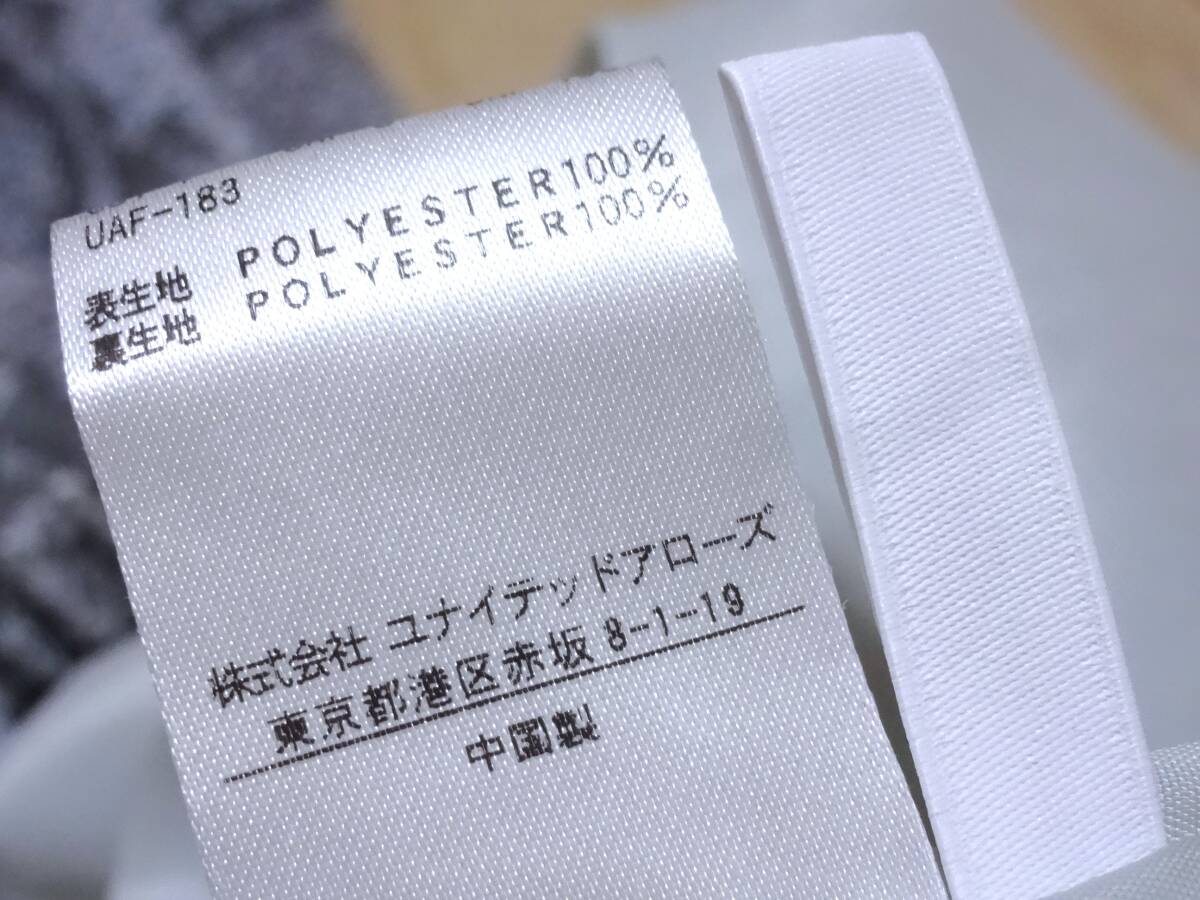 UAF-183
表生地 POLYESTER100%
裏生地 POLYESTER100%
株式会社 ユナイテッドアローズ
東京都港区赤坂 8-1-19
中国製